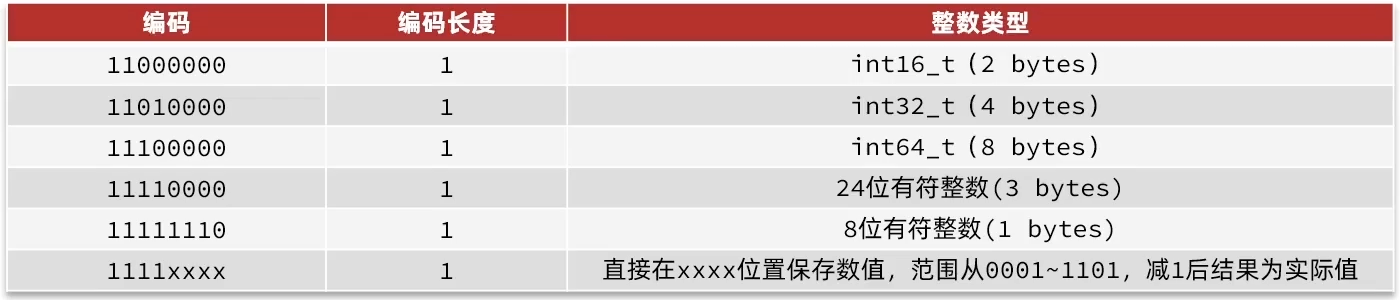 编码 编码长度 整数类型
11000000 1 int16_t (2 bytes)
11010000 1 int32_t (4 bytes)
11100000 1 int64_t (8 bytes)
11110000 1 24位有符整数(3 bytes)
11111110 1 8位有符整数(1 bytes)
1111xxxx 1 直接在xxxx位置保存数值，范围从0001~1101，减1后结果为实际值